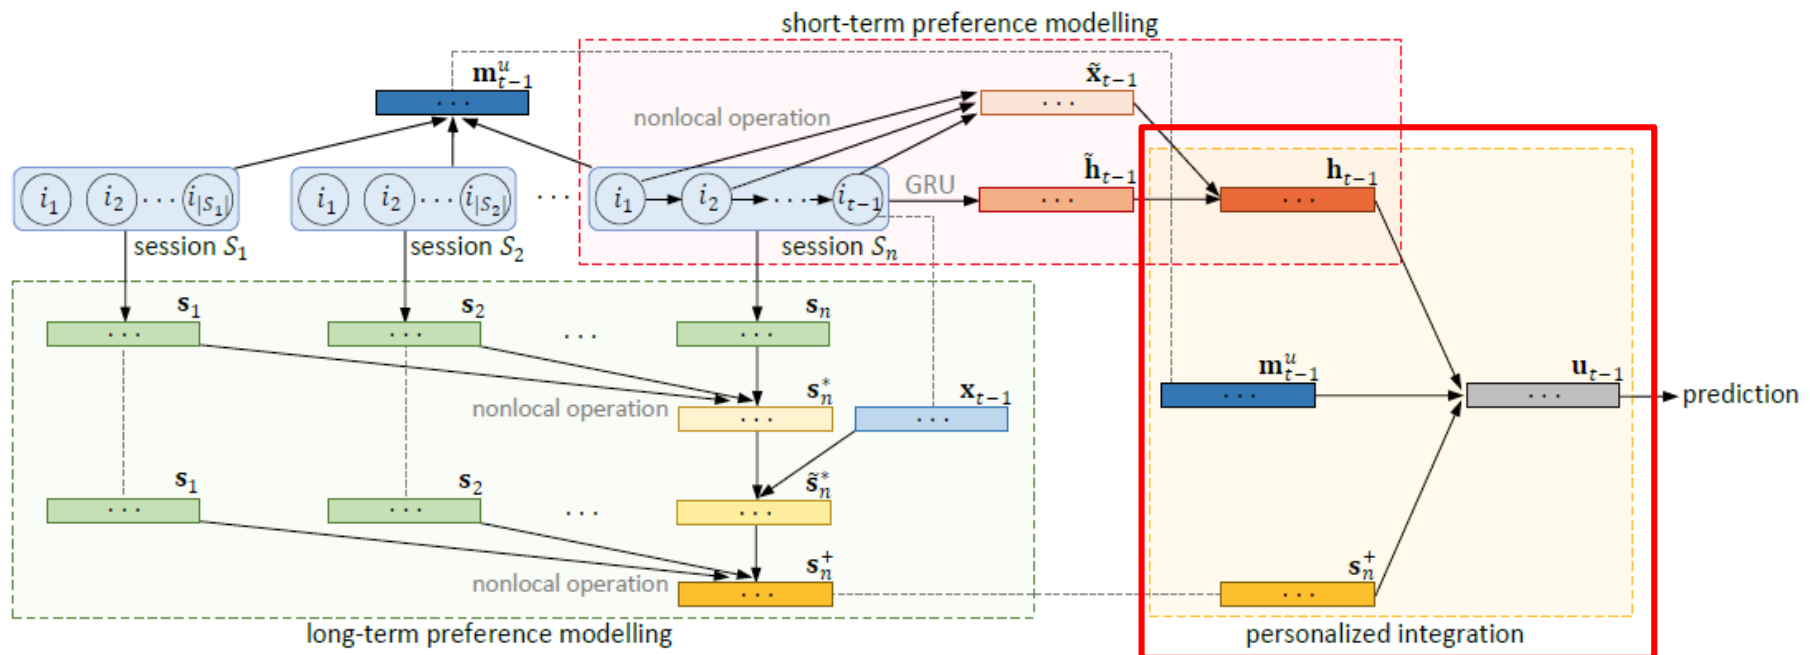 short-term preference modelling
m^u_{t−1}
x̃_{t−1}
...
...
nonlocal operation
h̃_{t−1}
h_{t−1}
i_1 i_2 ... i_{|S_1|}
i_1 i_2 ... i_{|S_2|}
...
i_1 i_2 ... i_{t−1}
GRU
...
...
session S_1
session S_2
session S_n
s_1
s_2
s_n
...
...
...
...
s*_n
x_{t−1}
m^u_{t−1}
u_{t−1}
nonlocal operation
...
...
...
...
prediction
s_1
s_2
s̃*_n
...
...
...
...
s^+_n
s^+_n
nonlocal operation
...
...
long-term preference modelling
personalized integration